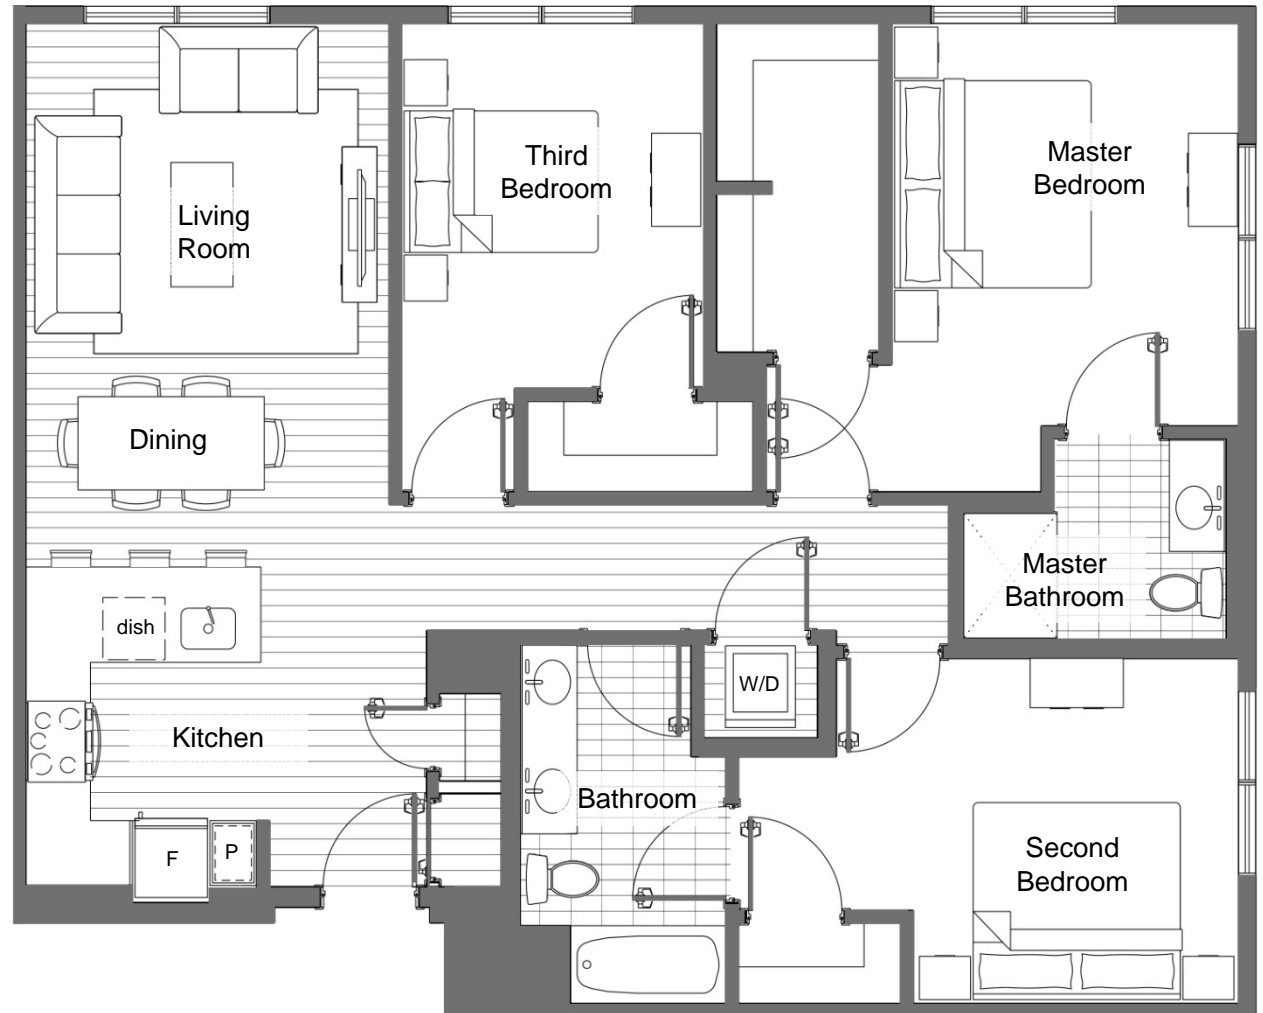 Third
Bedroom
Master
Bedroom
Living
Room
Dining
Master
Bathroom
dish
W/D
Kitchen
Bathroom
F
P
Second
Bedroom